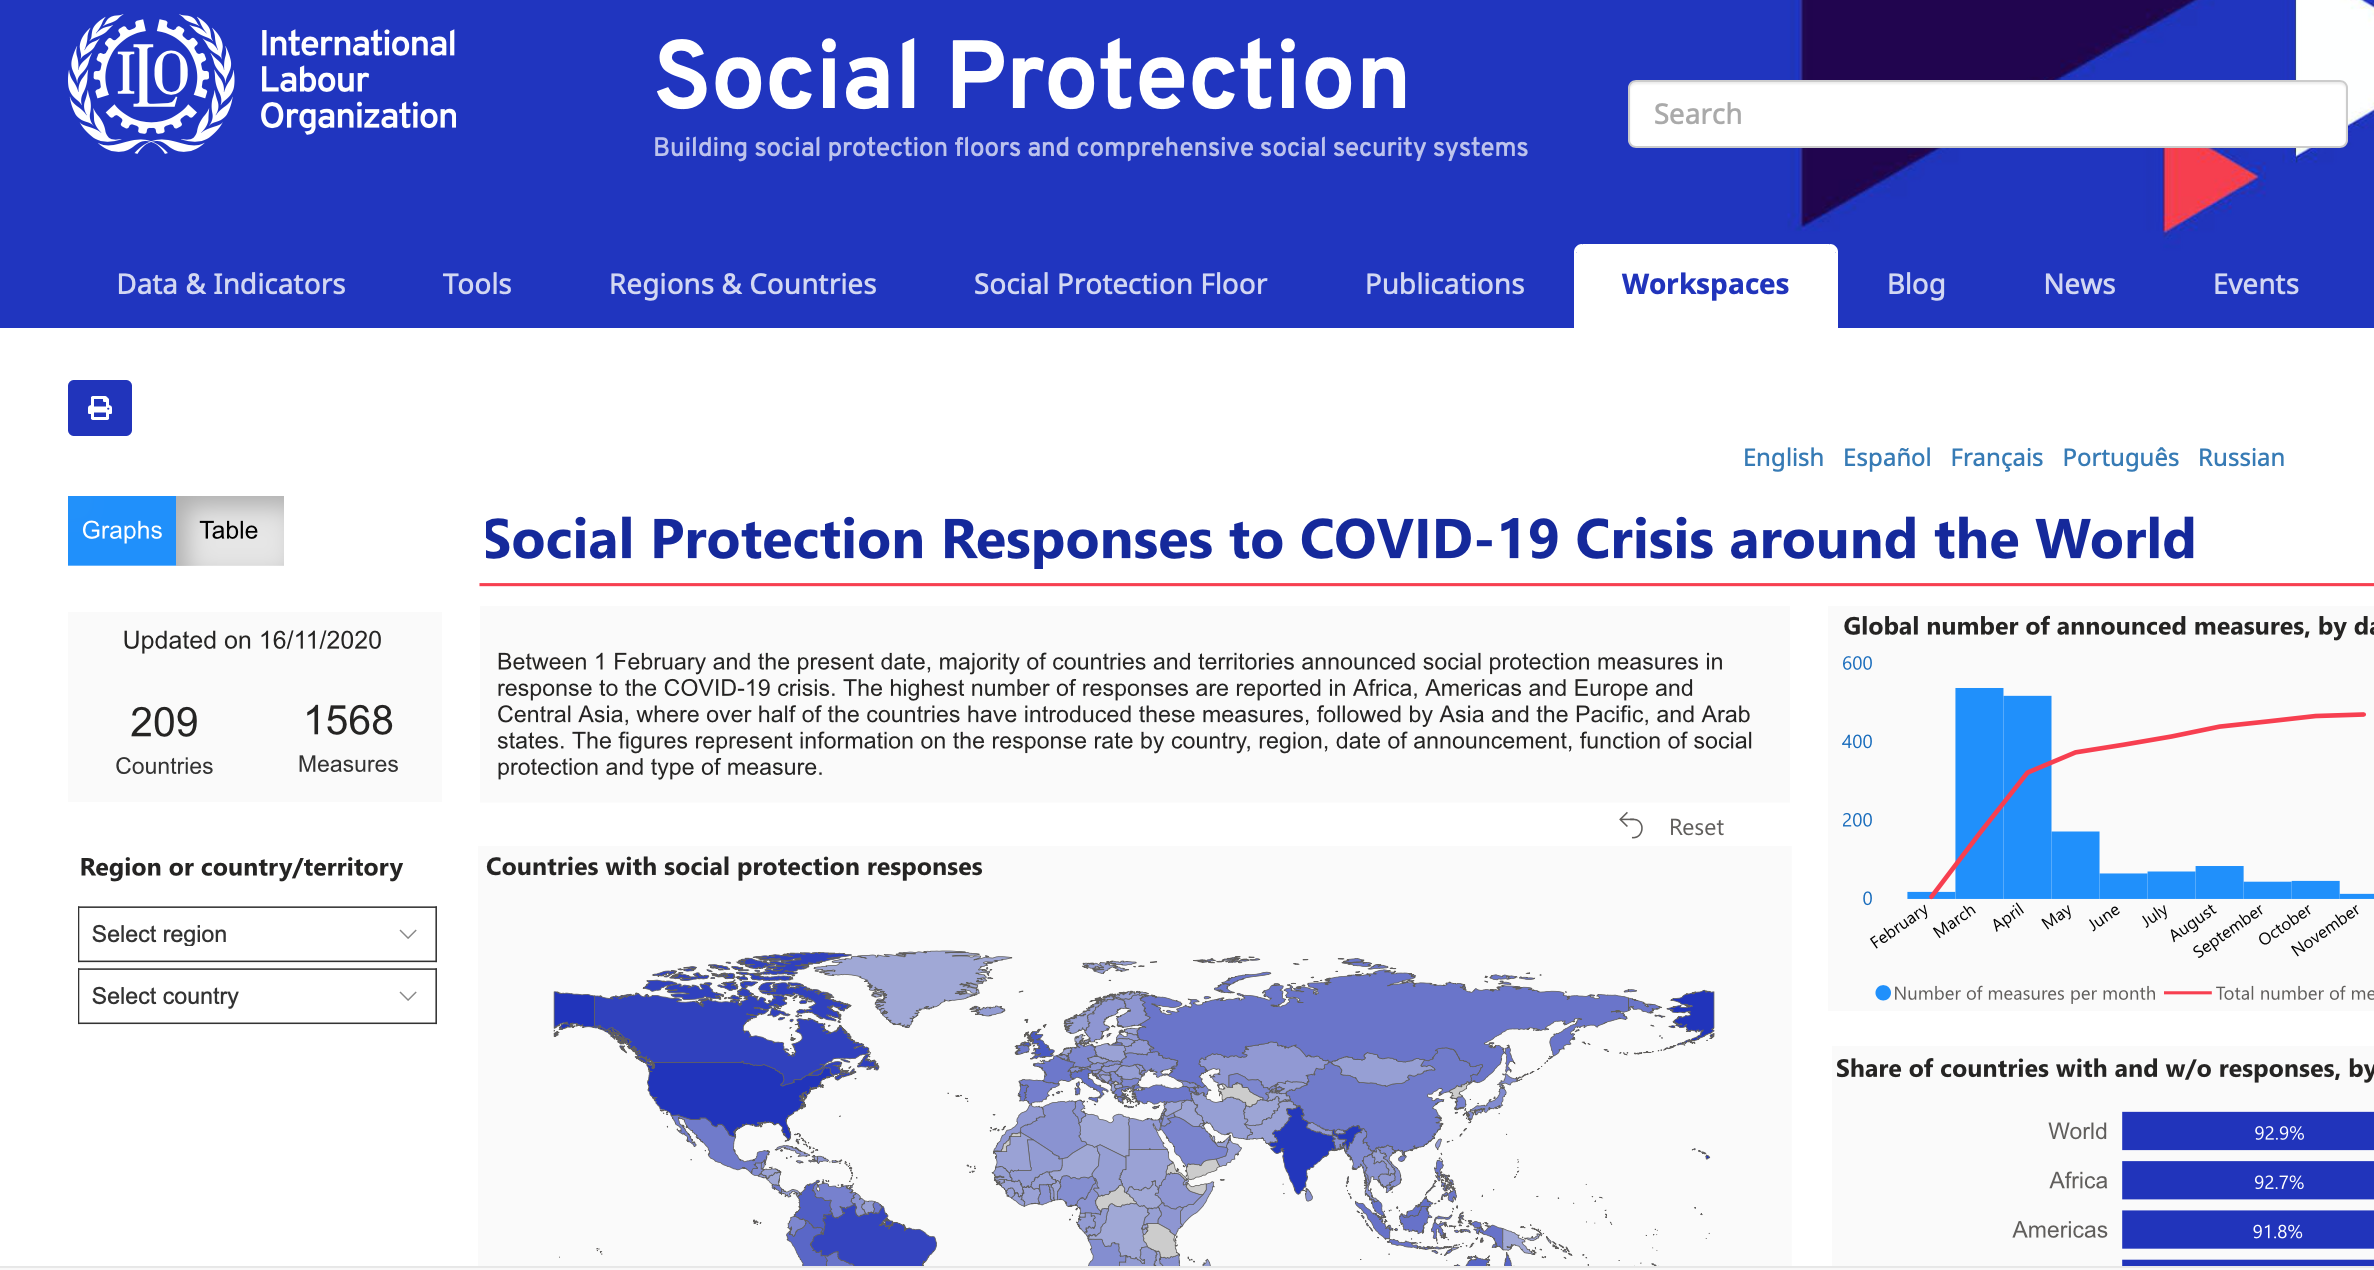 International
Labour
Organization
Social Protection
Building social protection floors and comprehensive social security systems
Search
Data & Indicators
Tools
Regions & Countries
Social Protection Floor
Publications
Workspaces
Blog
News
Events
English Español Français Português Russian
Graphs
Table
Social Protection Responses to COVID-19 Crisis around the World
Updated on 16/11/2020
209
Countries
1568
Measures
Region or country/territory
Select region
Select country
Between 1 February and the present date, majority of countries and territories announced social protection measures in
response to the COVID-19 crisis. The highest number of responses are reported in Africa, Americas and Europe and
Central Asia, where over half of the countries have introduced these measures, followed by Asia and the Pacific, and Arab
states. The figures represent information on the response rate by country, region, date of announcement, function of social
protection and type of measure.
Reset
Countries with social protection responses
Global number of announced measures, by da
600
400
200
0
February
March
April
May
June
July
August
September
October
November
Number of measures per month
Total number of me
Share of countries with and w/o responses, by
World 92.9%
Africa 92.7%
Americas 91.8%
ILO